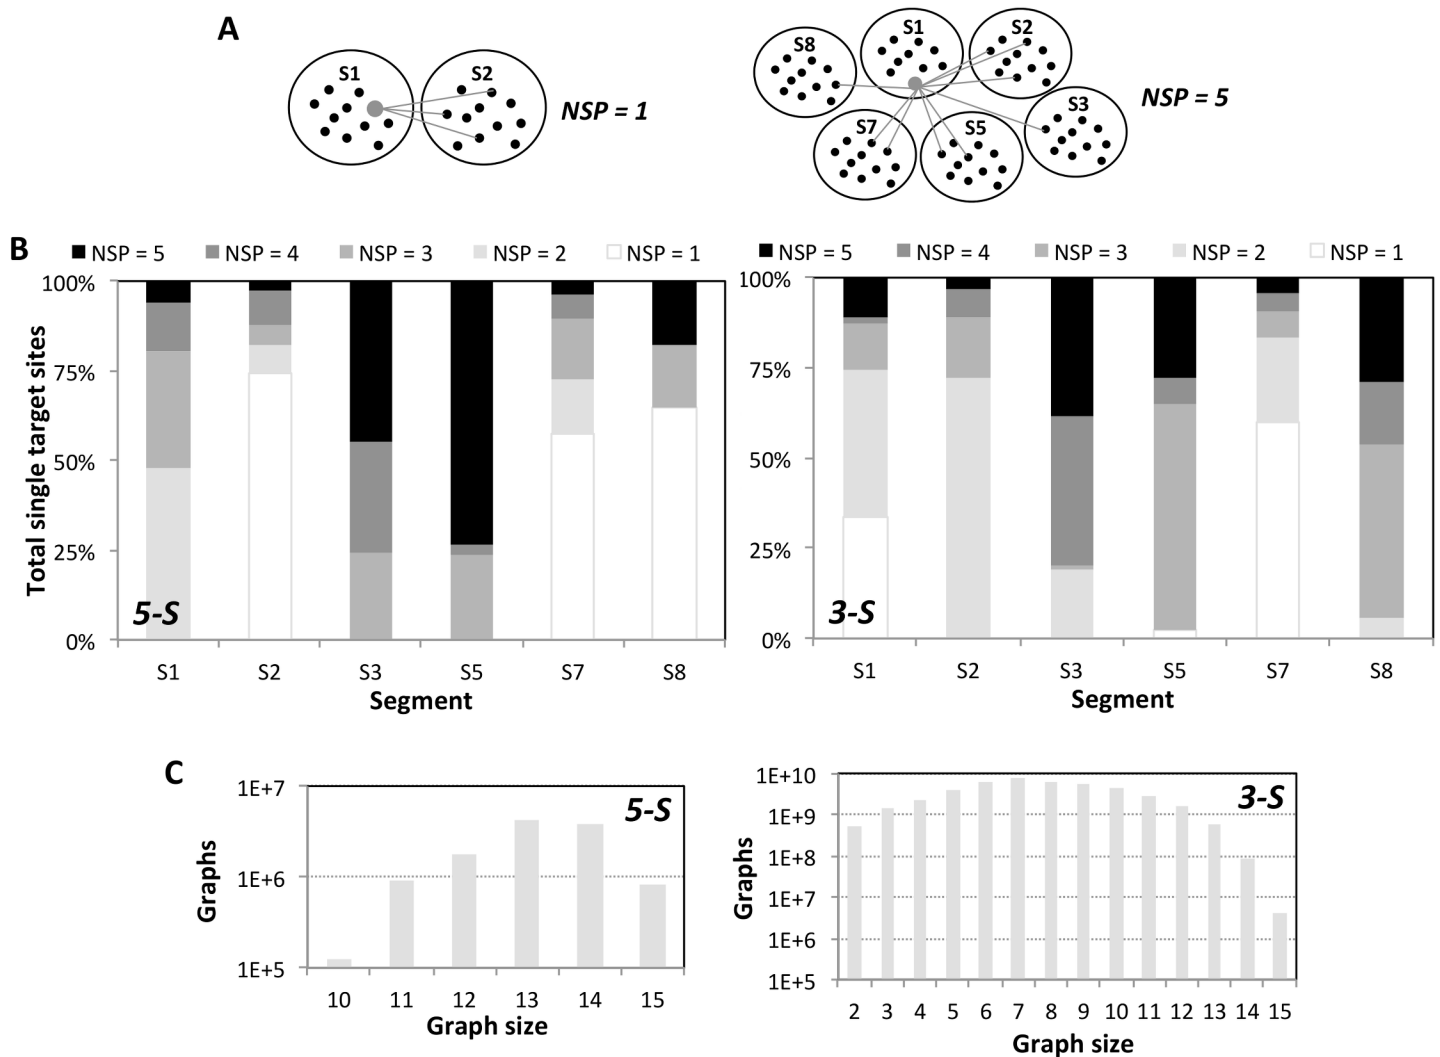 A
S1
S2
NSP = 1
S8
S1
S2
S3
S7
S5
NSP = 5
B
NSP = 5 NSP = 4 NSP = 3 NSP = 2 NSP = 1
Total single target sites
100%
75%
50%
25%
0%
5-S
S1 S2 S3 S5 S7 S8
Segment
NSP = 5 NSP = 4 NSP = 3 NSP = 2 NSP = 1
100%
75%
50%
25%
0%
3-S
S1 S2 S3 S5 S7 S8
Segment
C
Graphs
1E+7
1E+6
1E+5
5-S
10 11 12 13 14 15
Graph size
Graphs
1E+10
1E+9
1E+8
1E+7
1E+6
1E+5
3-S
2 3 4 5 6 7 8 9 10 11 12 13 14 15
Graph size